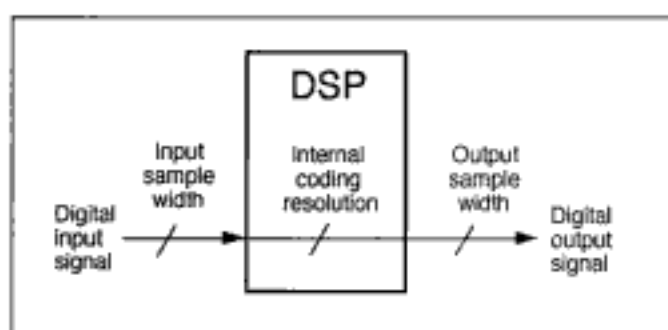 DSP
Input
sample
width
Internal
coding
resolution
Output
sample
width
Digital
input
signal
Digital
output
signal